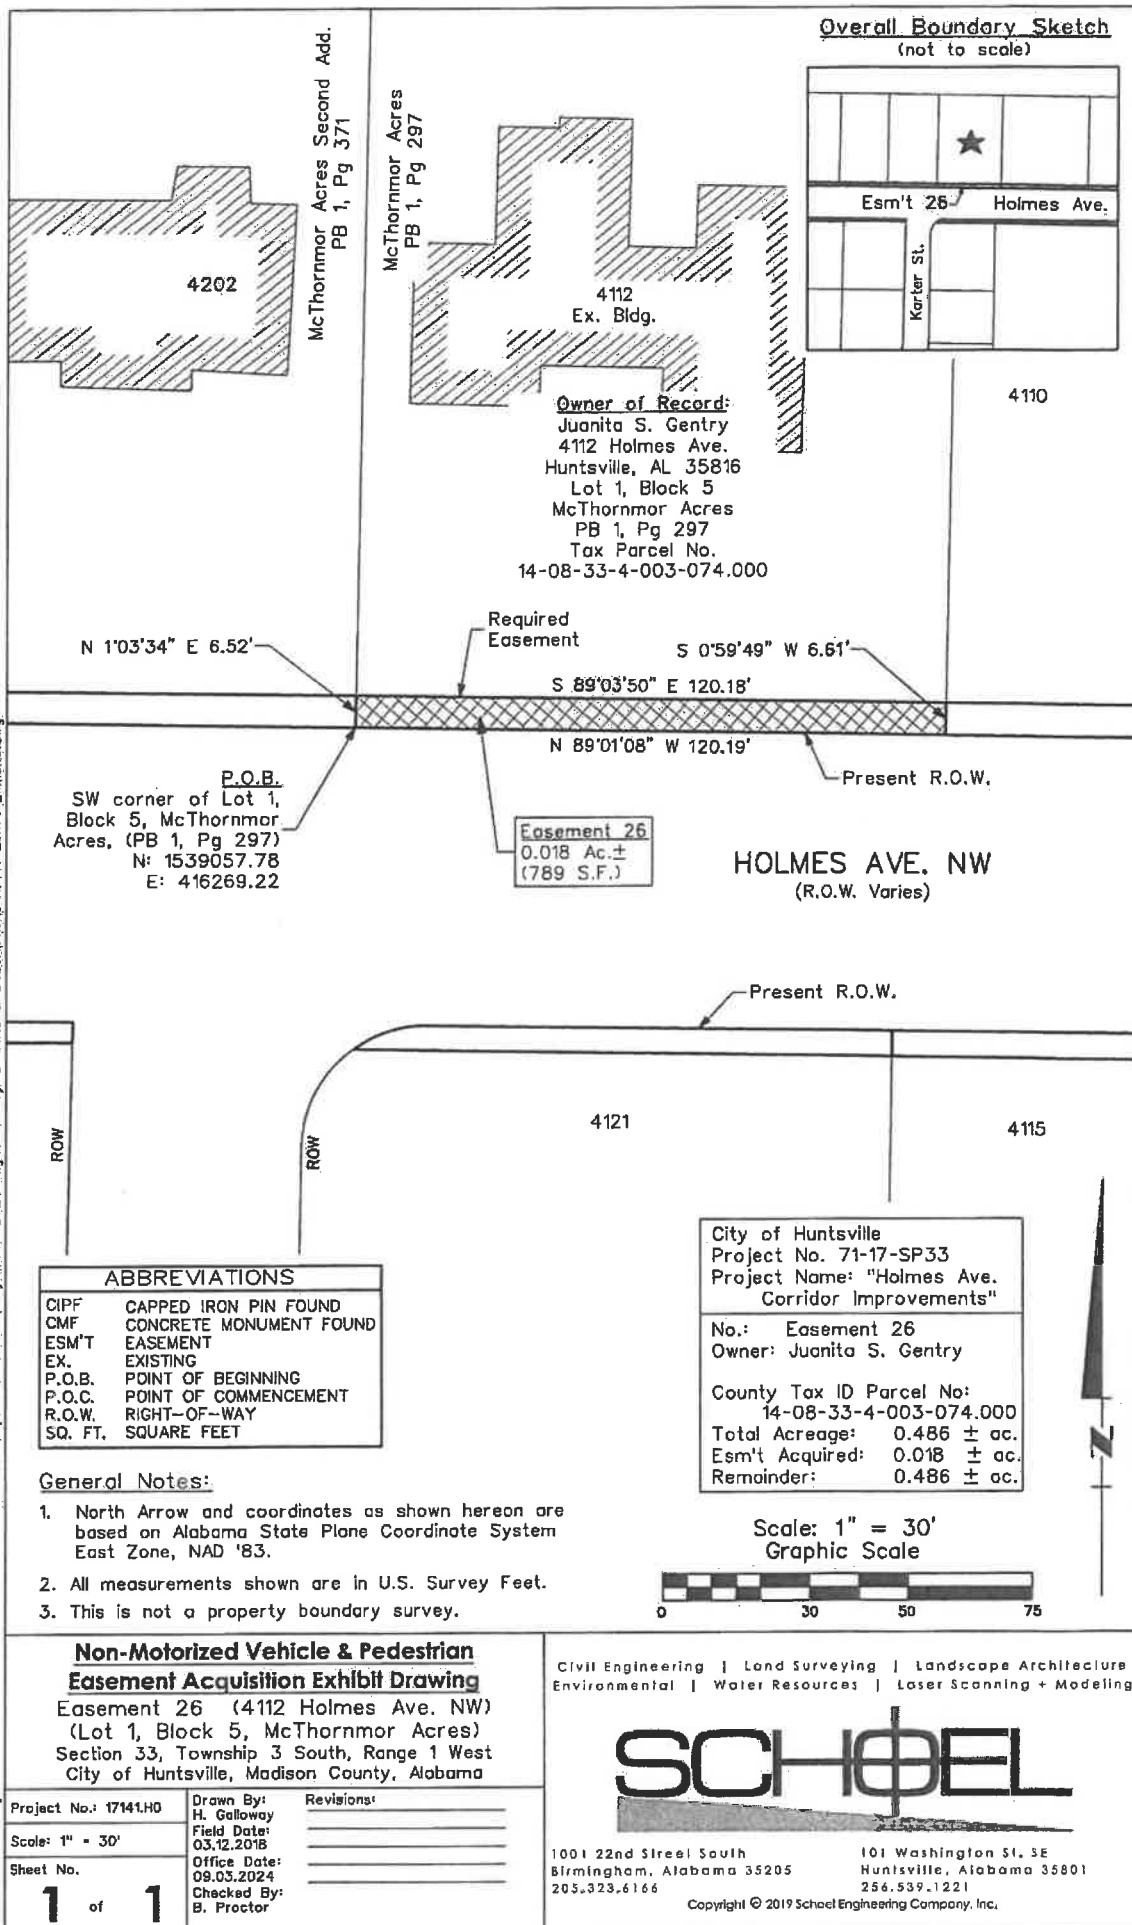 Overall Boundary Sketch
(not to scale)
Esm't 26
Holmes Ave.
Karter St.
McThornmor Acres Second Add.
PB 1, Pg 371
McThornmor Acres
PB 1, Pg 297
4202
4112
Ex. Bldg.
4110
Owner of Record:
Juanita S. Gentry
4112 Holmes Ave.
Huntsville, AL 35816
Lot 1, Block 5
McThornmor Acres
PB 1, Pg 297
Tax Parcel No.
14-08-33-4-003-074.000
Required
Easement
N 1°03'34" E 6.52'
S 0°59'49" W 6.61'
S 89°03'50" E 120.18'
N 89°01'08" W 120.19'
Present R.O.W.
P.O.B.
SW corner of Lot 1,
Block 5, McThornmor
Acres, (PB 1, Pg 297)
N: 1539057.78
E: 416269.22
Easement 26
0.018 Ac.±
(789 S.F.)
HOLMES AVE. NW
(R.O.W. Varies)
Present R.O.W.
ROW
ROW
4121
4115
ABBREVIATIONS
CIPF CAPPED IRON PIN FOUND
CMF CONCRETE MONUMENT FOUND
ESM'T EASEMENT
EX. EXISTING
P.O.B. POINT OF BEGINNING
P.O.C. POINT OF COMMENCEMENT
R.O.W. RIGHT-OF-WAY
SQ. FT. SQUARE FEET
City of Huntsville
Project No. 71-17-SP33
Project Name: "Holmes Ave.
Corridor Improvements"
No.: Easement 26
Owner: Juanita S. Gentry
County Tax ID Parcel No:
14-08-33-4-003-074.000
Total Acreage: 0.486 ± ac.
Esm't Acquired: 0.018 ± ac.
Remainder: 0.486 ± ac.
N
General Notes:
1. North Arrow and coordinates as shown hereon are
based on Alabama State Plane Coordinate System
East Zone, NAD '83.
2. All measurements shown are in U.S. Survey Feet.
3. This is not a property boundary survey.
Scale: 1" = 30'
Graphic Scale
0 30 50 75
Non-Motorized Vehicle & Pedestrian
Easement Acquisition Exhibit Drawing
Easement 26 (4112 Holmes Ave. NW)
(Lot 1, Block 5, McThornmor Acres)
Section 33, Township 3 South, Range 1 West
City of Huntsville, Madison County, Alabama
Project No.: 17141.H0
Scale: 1" = 30'
Sheet No.
1 of 1
Drawn By:
H. Galloway
Field Date:
03.12.2018
Office Date:
09.03.2024
Checked By:
B. Proctor
Revisions:
Civil Engineering | Land Surveying | Landscape Architecture
Environmental | Water Resources | Laser Scanning + Modeling
SCHOEL
1001 22nd Street South
Birmingham, Alabama 35205
205.323.6166
101 Washington St. SE
Huntsville, Alabama 35801
256.539.1221
Copyright © 2019 Schoel Engineering Company, Inc.